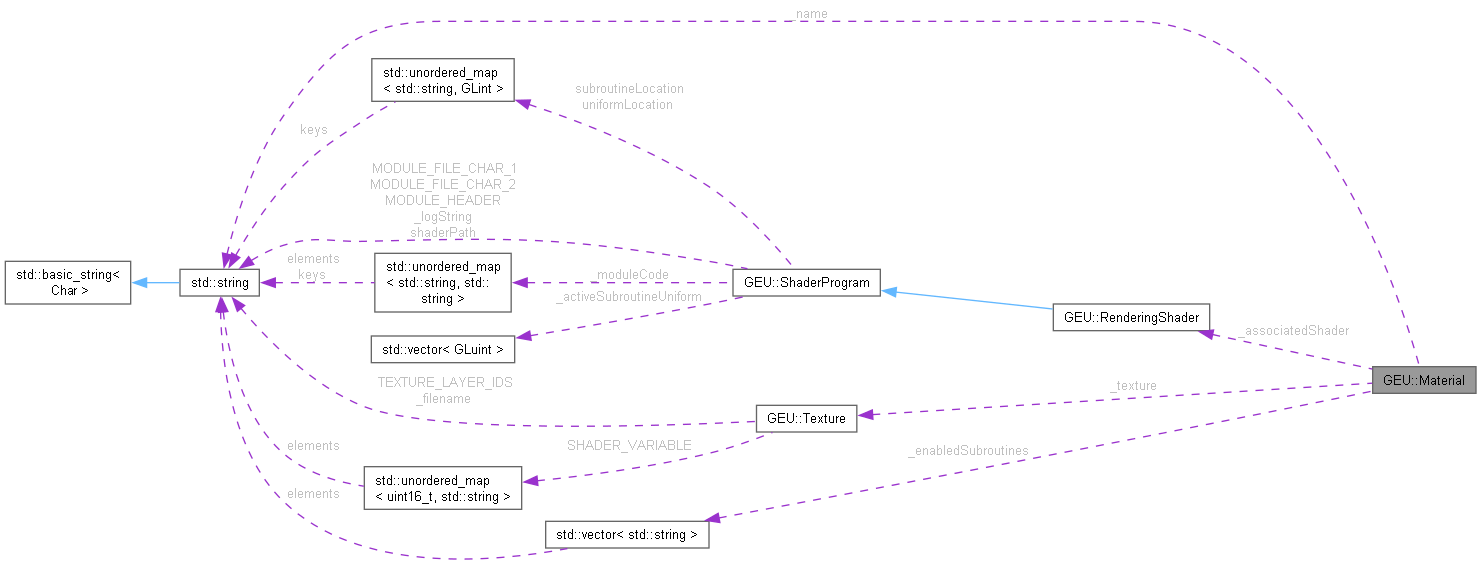 _name
std::unordered_map
< std::string, GLint >
subroutineLocation
uniformLocation
keys
MODULE_FILE_CHAR_1
MODULE_FILE_CHAR_2
MODULE_HEADER
_logString
shaderPath
elements
keys
std::basic_string<
Char >
std::string
std::unordered_map
< std::string, std::
string >
_moduleCode
GEU::ShaderProgram
_activeSubroutineUniform
GEU::RenderingShader
_associatedShader
std::vector< GLuint >
GEU::Material
TEXTURE_LAYER_IDS
_filename
_texture
GEU::Texture
elements
SHADER_VARIABLE
_enabledSubroutines
std::unordered_map
< uint16_t, std::string >
elements
std::vector< std::string >